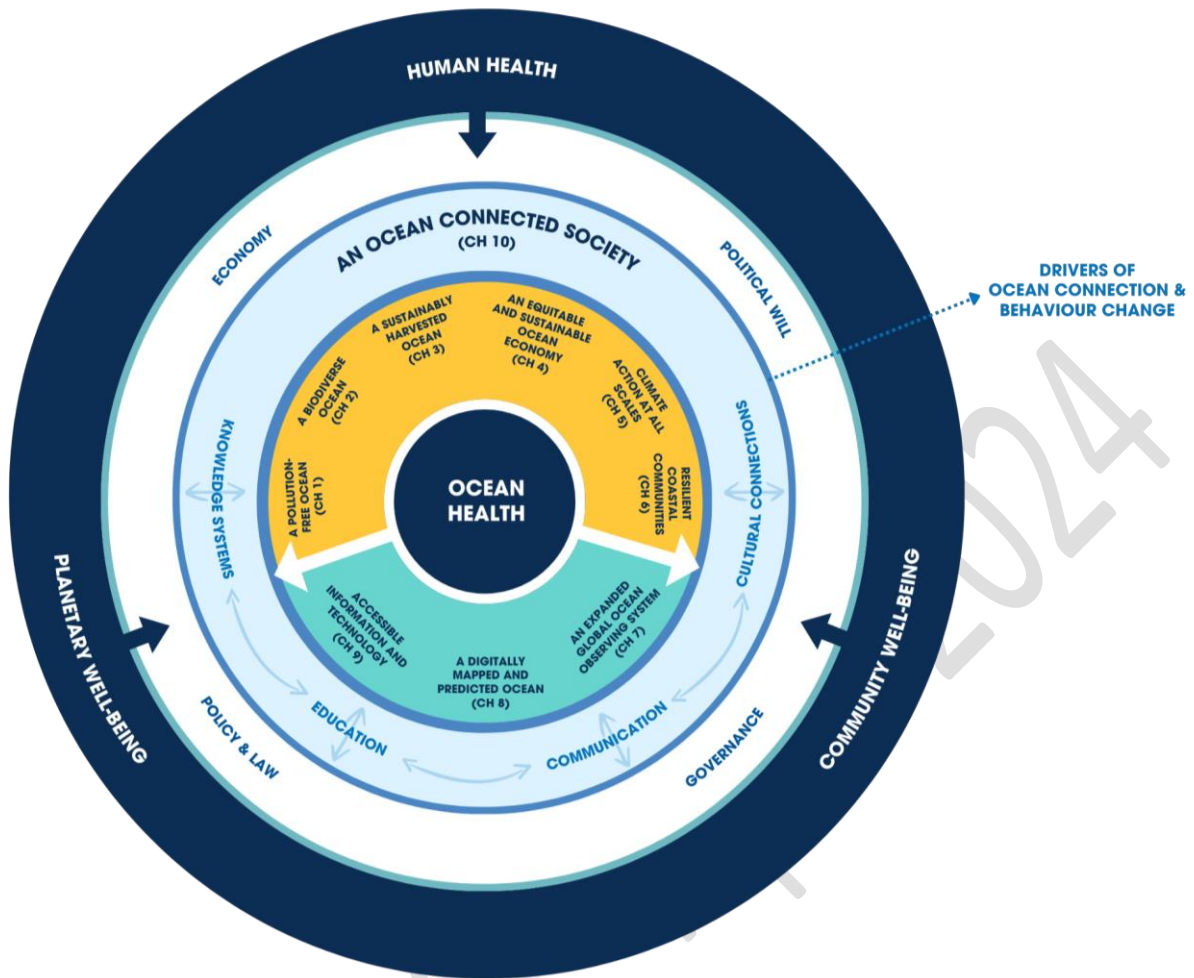 HUMAN HEALTH
ECONOMY
POLITICAL WILL
AN OCEAN CONNECTED SOCIETY
(CH 10)
DRIVERS OF
OCEAN CONNECTION &
BEHAVIOUR CHANGE
A POLLUTION-
FREE OCEAN
(CH 1)
A BIODIVERSE
OCEAN
(CH 2)
A SUSTAINABLY
HARVESTED
OCEAN
(CH 3)
AN EQUITABLE
AND SUSTAINABLE
OCEAN
ECONOMY
(CH 4)
CLIMATE
ACTION AT ALL
SCALES
(CH 5)
RESILIENT
COASTAL
COMMUNITIES
(CH 6)
KNOWLEDGE SYSTEMS
OCEAN
HEALTH
CULTURAL CONNECTIONS
ACCESSIBLE
INFORMATION AND
TECHNOLOGY
(CH 9)
A DIGITALLY
MAPPED AND
PREDICTED OCEAN
(CH 8)
AN EXPANDED
GLOBAL OCEAN
OBSERVING SYSTEM
(CH 7)
EDUCATION
COMMUNICATION
POLICY & LAW
GOVERNANCE
PLANETARY WELL-BEING
COMMUNITY WELL-BEING
2024